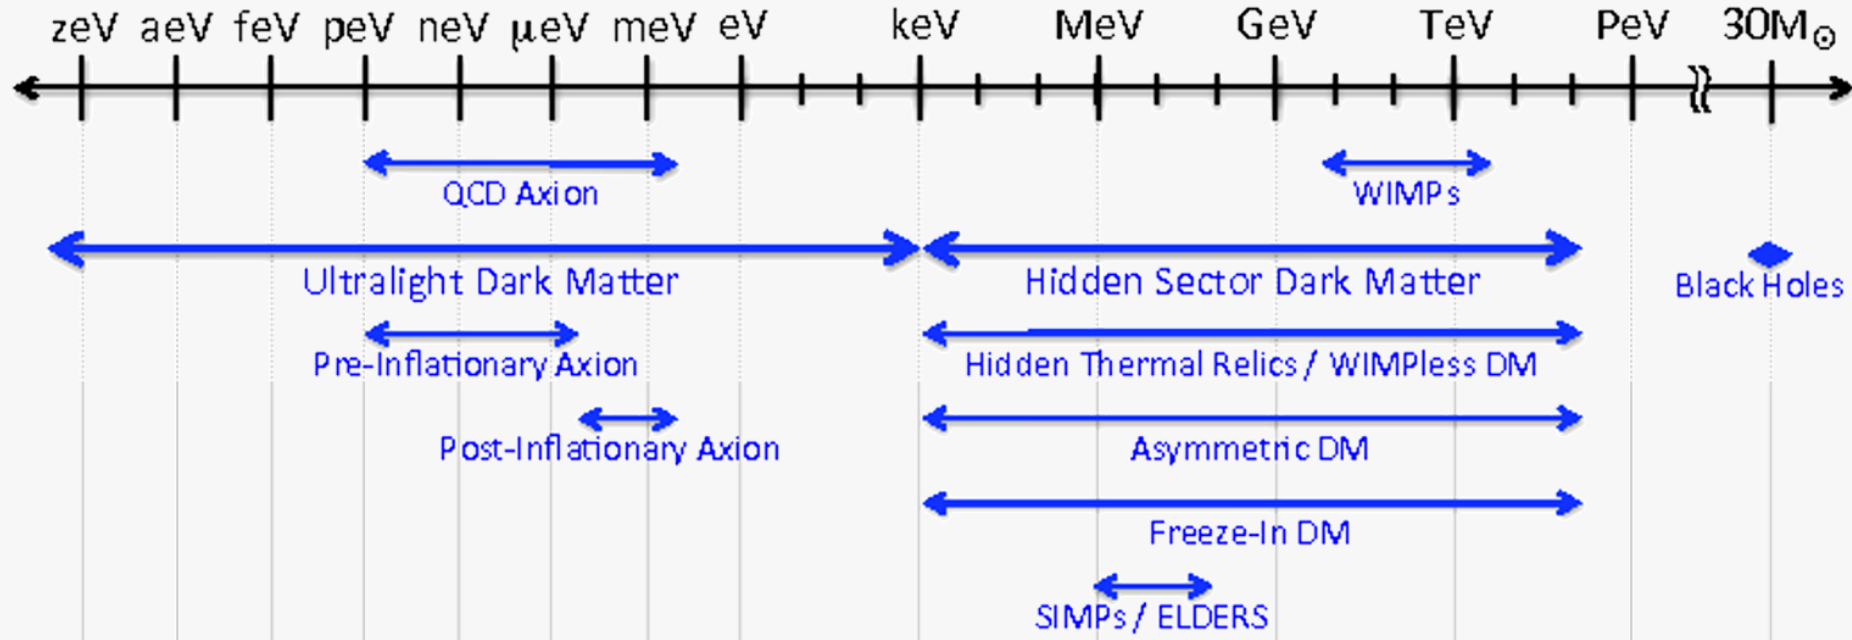 zeV aeV feV peV neV μeV meV eV keV MeV GeV TeV PeV 30M☉
QCD Axion WIMPs
Ultralight Dark Matter Hidden Sector Dark Matter Black Holes
Pre-Inflationary Axion Hidden Thermal Relics / WIMPless DM
Post-Inflationary Axion Asymmetric DM
Freeze-In DM
SIMPs / ELDERS